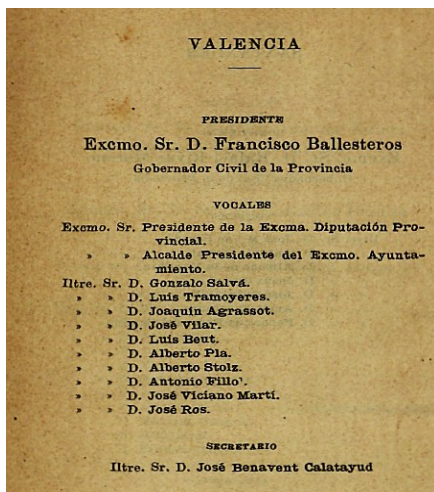 VALENCIA
PRESIDENTE
Excmo. Sr. D. Francisco Ballesteros
Gobernador Civil de la Provincia
VOCALES
Excmo. Sr. Presidente de la Excma. Diputación Pro-
vincial.
» » Alcalde Presidente del Excmo. Ayunta-
miento.
Iltre. Sr. D. Gonzalo Salvá.
» » D. Luis Tramoyeres.
» » D. Joaquín Agrassot.
» » D. José Vilar.
» » D. Luis Beut.
» » D. Alberto Pla.
» » D. Alberto Stolz.
» » D. Antonio Fillol.
» » D. José Viciano Martí.
» » D. José Ros.
SECRETARIO
Iltre. Sr. D. José Benavent Calatayud